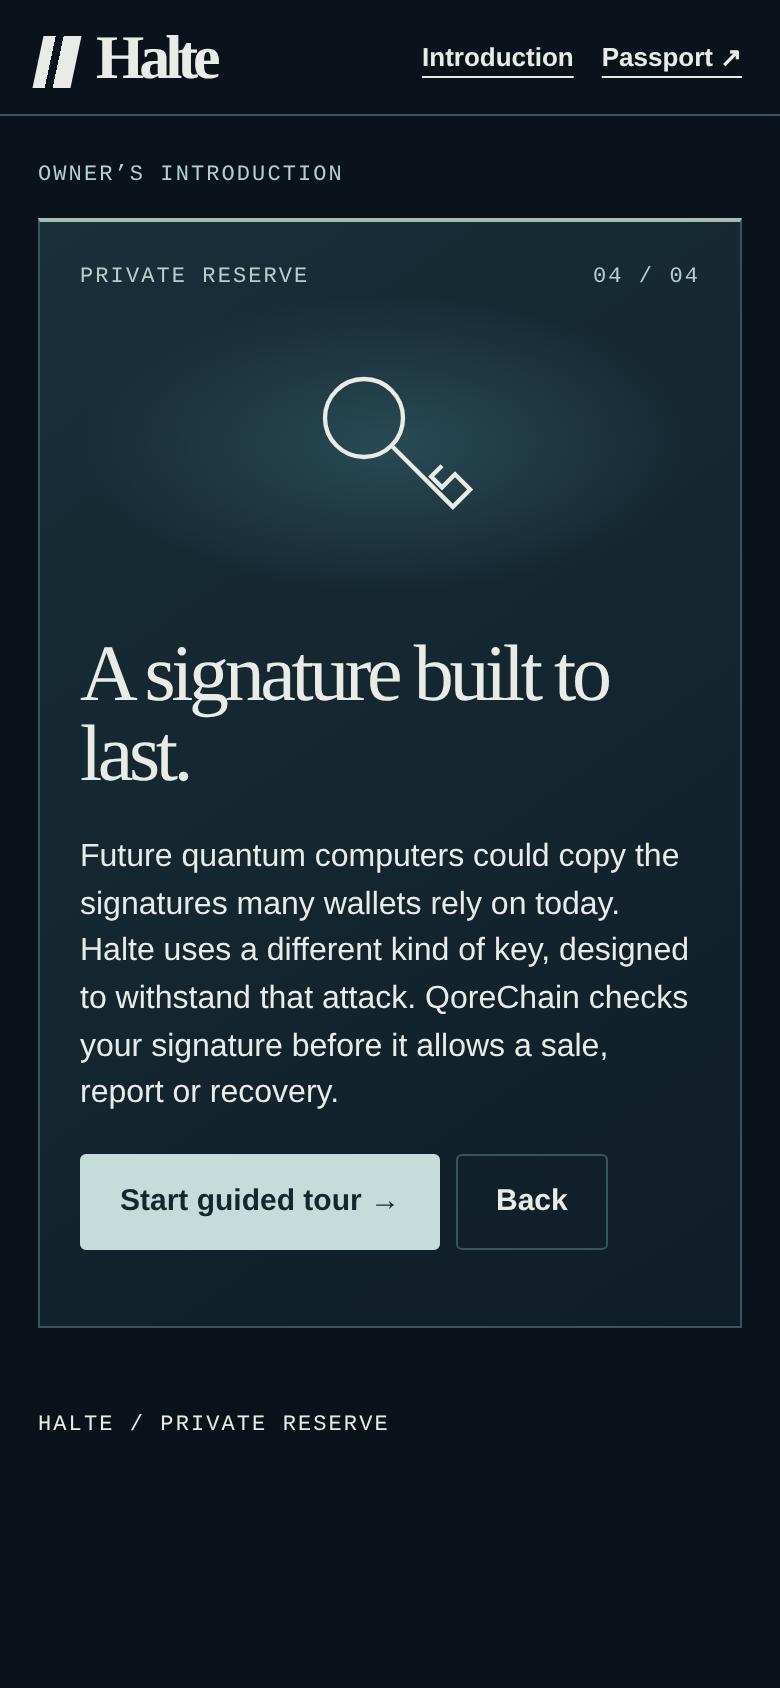 Halte
Introduction
Passport ↗
OWNER’S INTRODUCTION
PRIVATE RESERVE
04 / 04
A signature built to
last.
Future quantum computers could copy the
signatures many wallets rely on today.
Halte uses a different kind of key, designed
to withstand that attack. QoreChain checks
your signature before it allows a sale,
report or recovery.
Start guided tour →
Back
HALTE / PRIVATE RESERVE